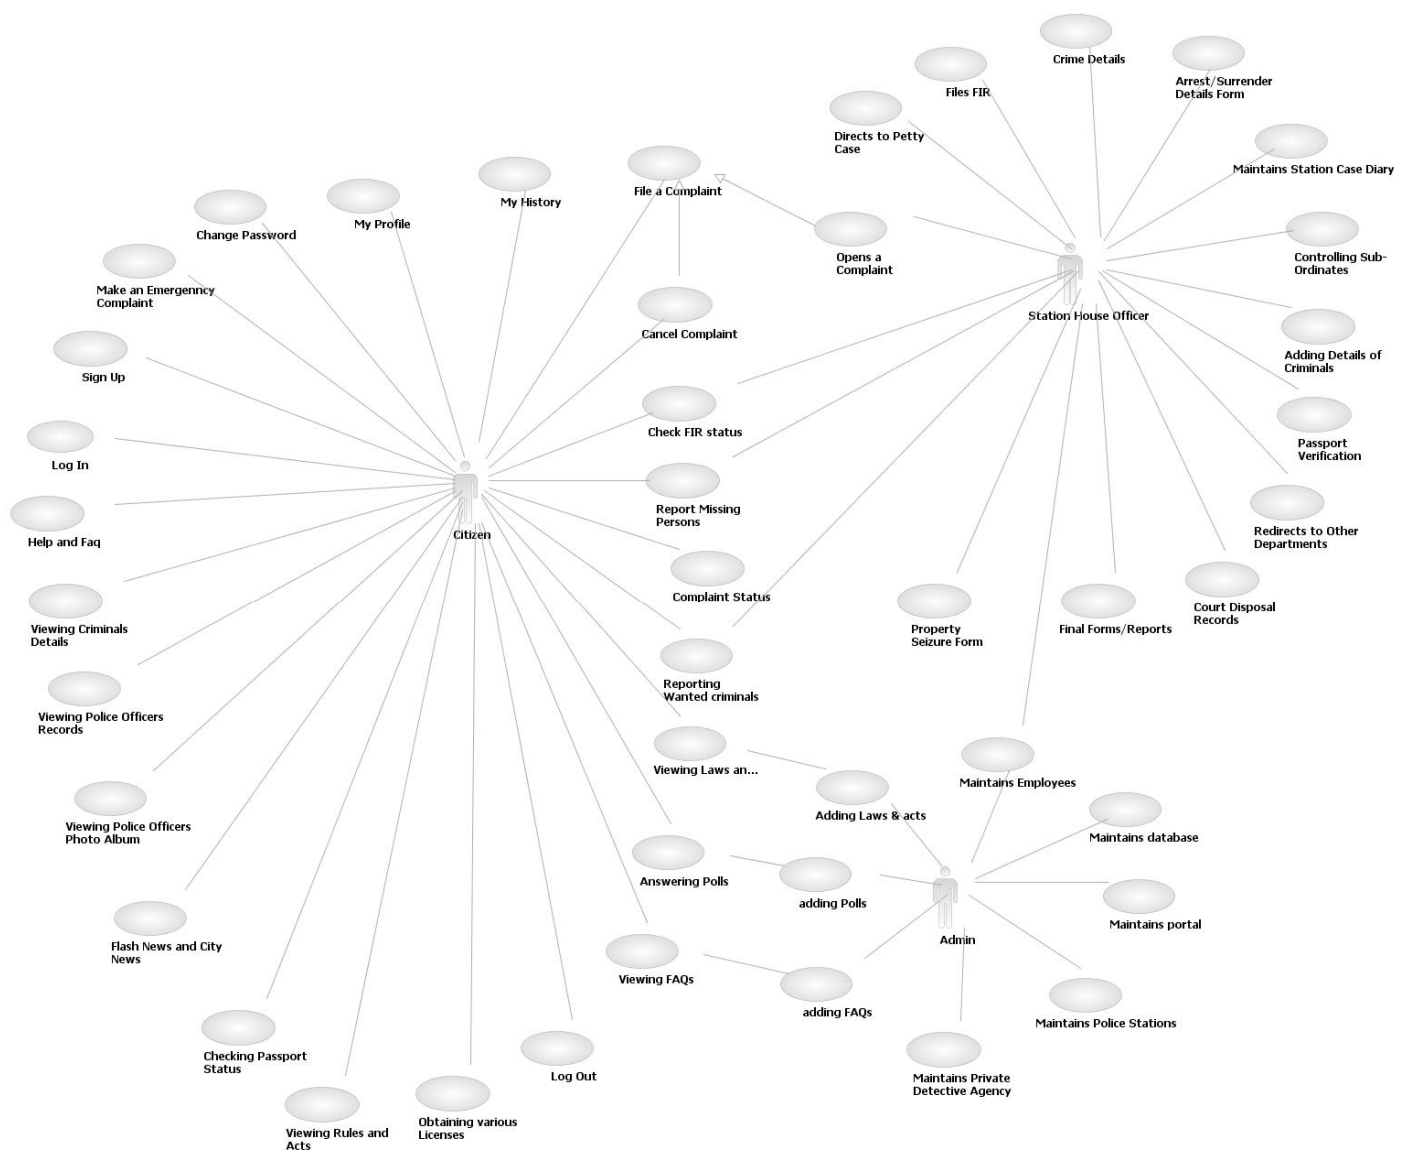 Crime Details
Arrest/Surrender
Details Form
Files FIR
Directs to Petty
Case
Maintains Station Case Diary
File a Complaint
My History
My Profile
Change Password
Opens a
Complaint
Controlling Sub-
Ordinates
Make an Emergenncy
Complaint
Station House Officer
Cancel Complaint
Adding Details of
Criminals
Sign Up
Check FIR status
Passport
Verification
Log In
Report Missing
Persons
Citizen
Redirects to Other
Departments
Help and Faq
Complaint Status
Court Disposal
Records
Viewing Criminals
Details
Property
Seizure Form
Final Forms/Reports
Reporting
Wanted criminals
Viewing Police Officers
Records
Viewing Laws an...
Maintains Employees
Adding Laws & acts
Viewing Police Officers
Photo Album
Maintains database
Answering Polls
adding Polls
Maintains portal
Flash News and City
News
Admin
Viewing FAQs
adding FAQs
Maintains Police Stations
Checking Passport
Status
Log Out
Maintains Private
Detective Agency
Obtaining various
Licenses
Viewing Rules and
Acts